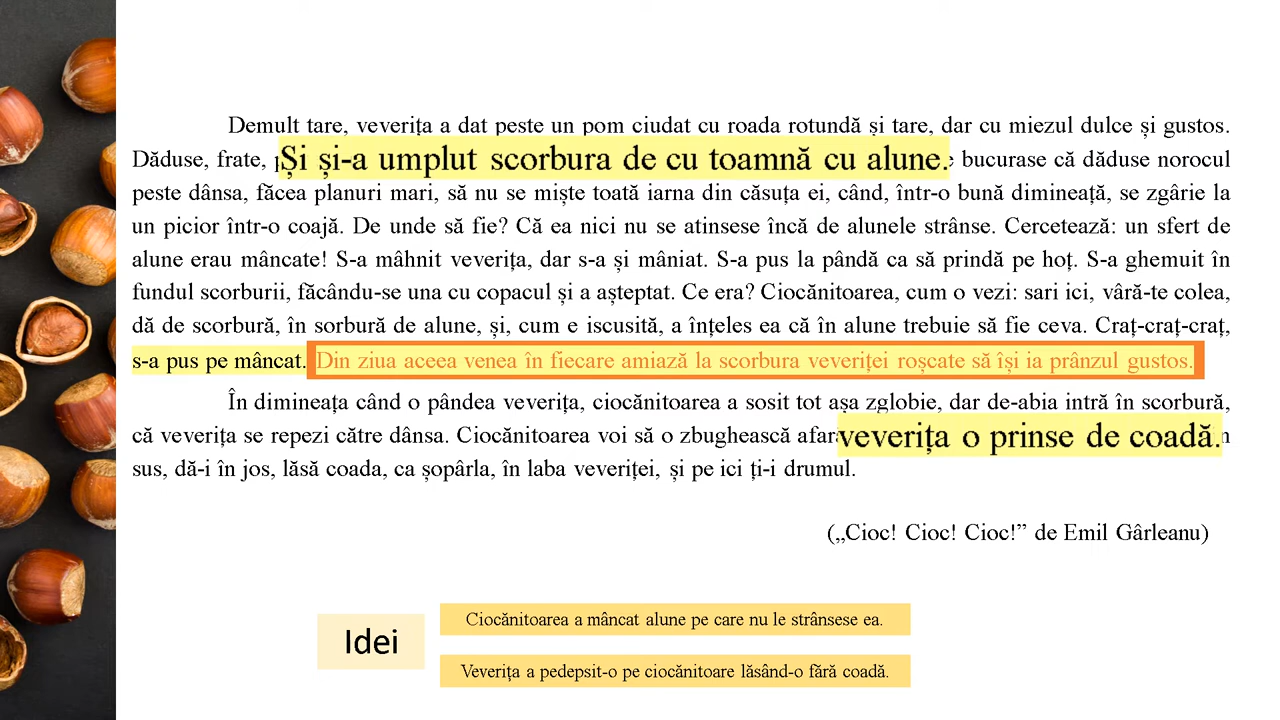 Demult tare, veverița a dat peste un pom ciudat cu roada rotundă și tare, dar cu miezul dulce și gustos.
Dăduse, frate, Și și-a umplut scorbura de cu toamnă cu alune. bucurase că dăduse norocul
peste dânsa, făcea planuri mari, să nu se miște toată iarna din căsuța ei, când, într-o bună dimineață, se zgârie la
un picior într-o coajă. De unde să fie? Că ea nici nu se atinsese încă de alunele strânse. Cercetează: un sfert de
alune erau mâncate! S-a mâhnit veverița, dar s-a și mâniat. S-a pus la pândă ca să prindă pe hoț. S-a ghemuit în
fundul scorburii, făcându-se una cu copacul și a așteptat. Ce era? Ciocănitoarea, cum o vezi: sari ici, vâră-te colea,
dă de scorbură, în sorbură de alune, și, cum e iscusită, a înțeles ea că în alune trebuie să fie ceva. Craț-craț-craț,
s-a pus pe mâncat. Din ziua aceea venea în fiecare amiază la scorbura veveriței roșcate să își ia prânzul gustos.
În dimineața când o pândea veverița, ciocănitoarea a sosit tot așa zglobie, dar de-abia intră în scorbură,
că veverița se repezi către dânsa. Ciocănitoarea voi să o zbughească veverița o prinse de coadă.
sus, dă-i în jos, lăsă coada, ca șopârla, în laba veveriței, și pe ici ți-i drumul.
(„Cioc! Cioc! Cioc!” de Emil Gârleanu)
Idei
Ciocănitoarea a mâncat alune pe care nu le strânsese ea.
Veverița a pedepsit-o pe ciocănitoare lăsând-o fără coadă.